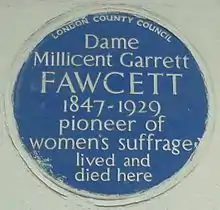 LONDON COUNTY COUNCIL
Dame
Millicent Garrett
FAWCETT
1847-1929
pioneer of
women's suffrage
lived and
died here